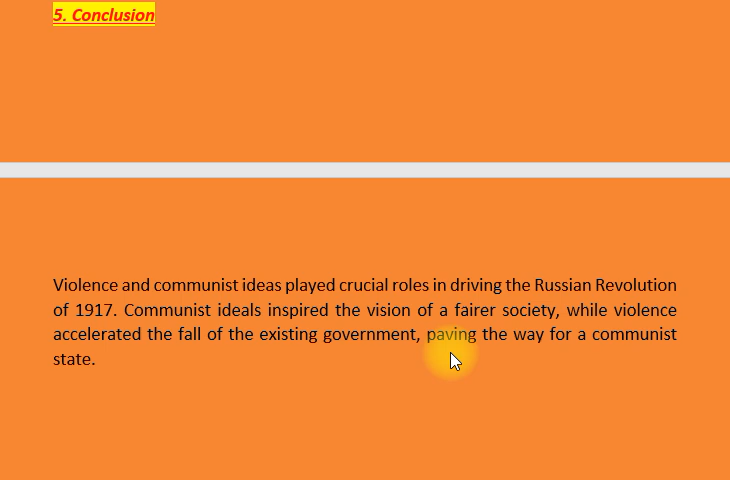 5. Conclusion
Violence and communist ideas played crucial roles in driving the Russian Revolution
of 1917. Communist ideals inspired the vision of a fairer society, while violence
accelerated the fall of the existing government, paving the way for a communist
state.